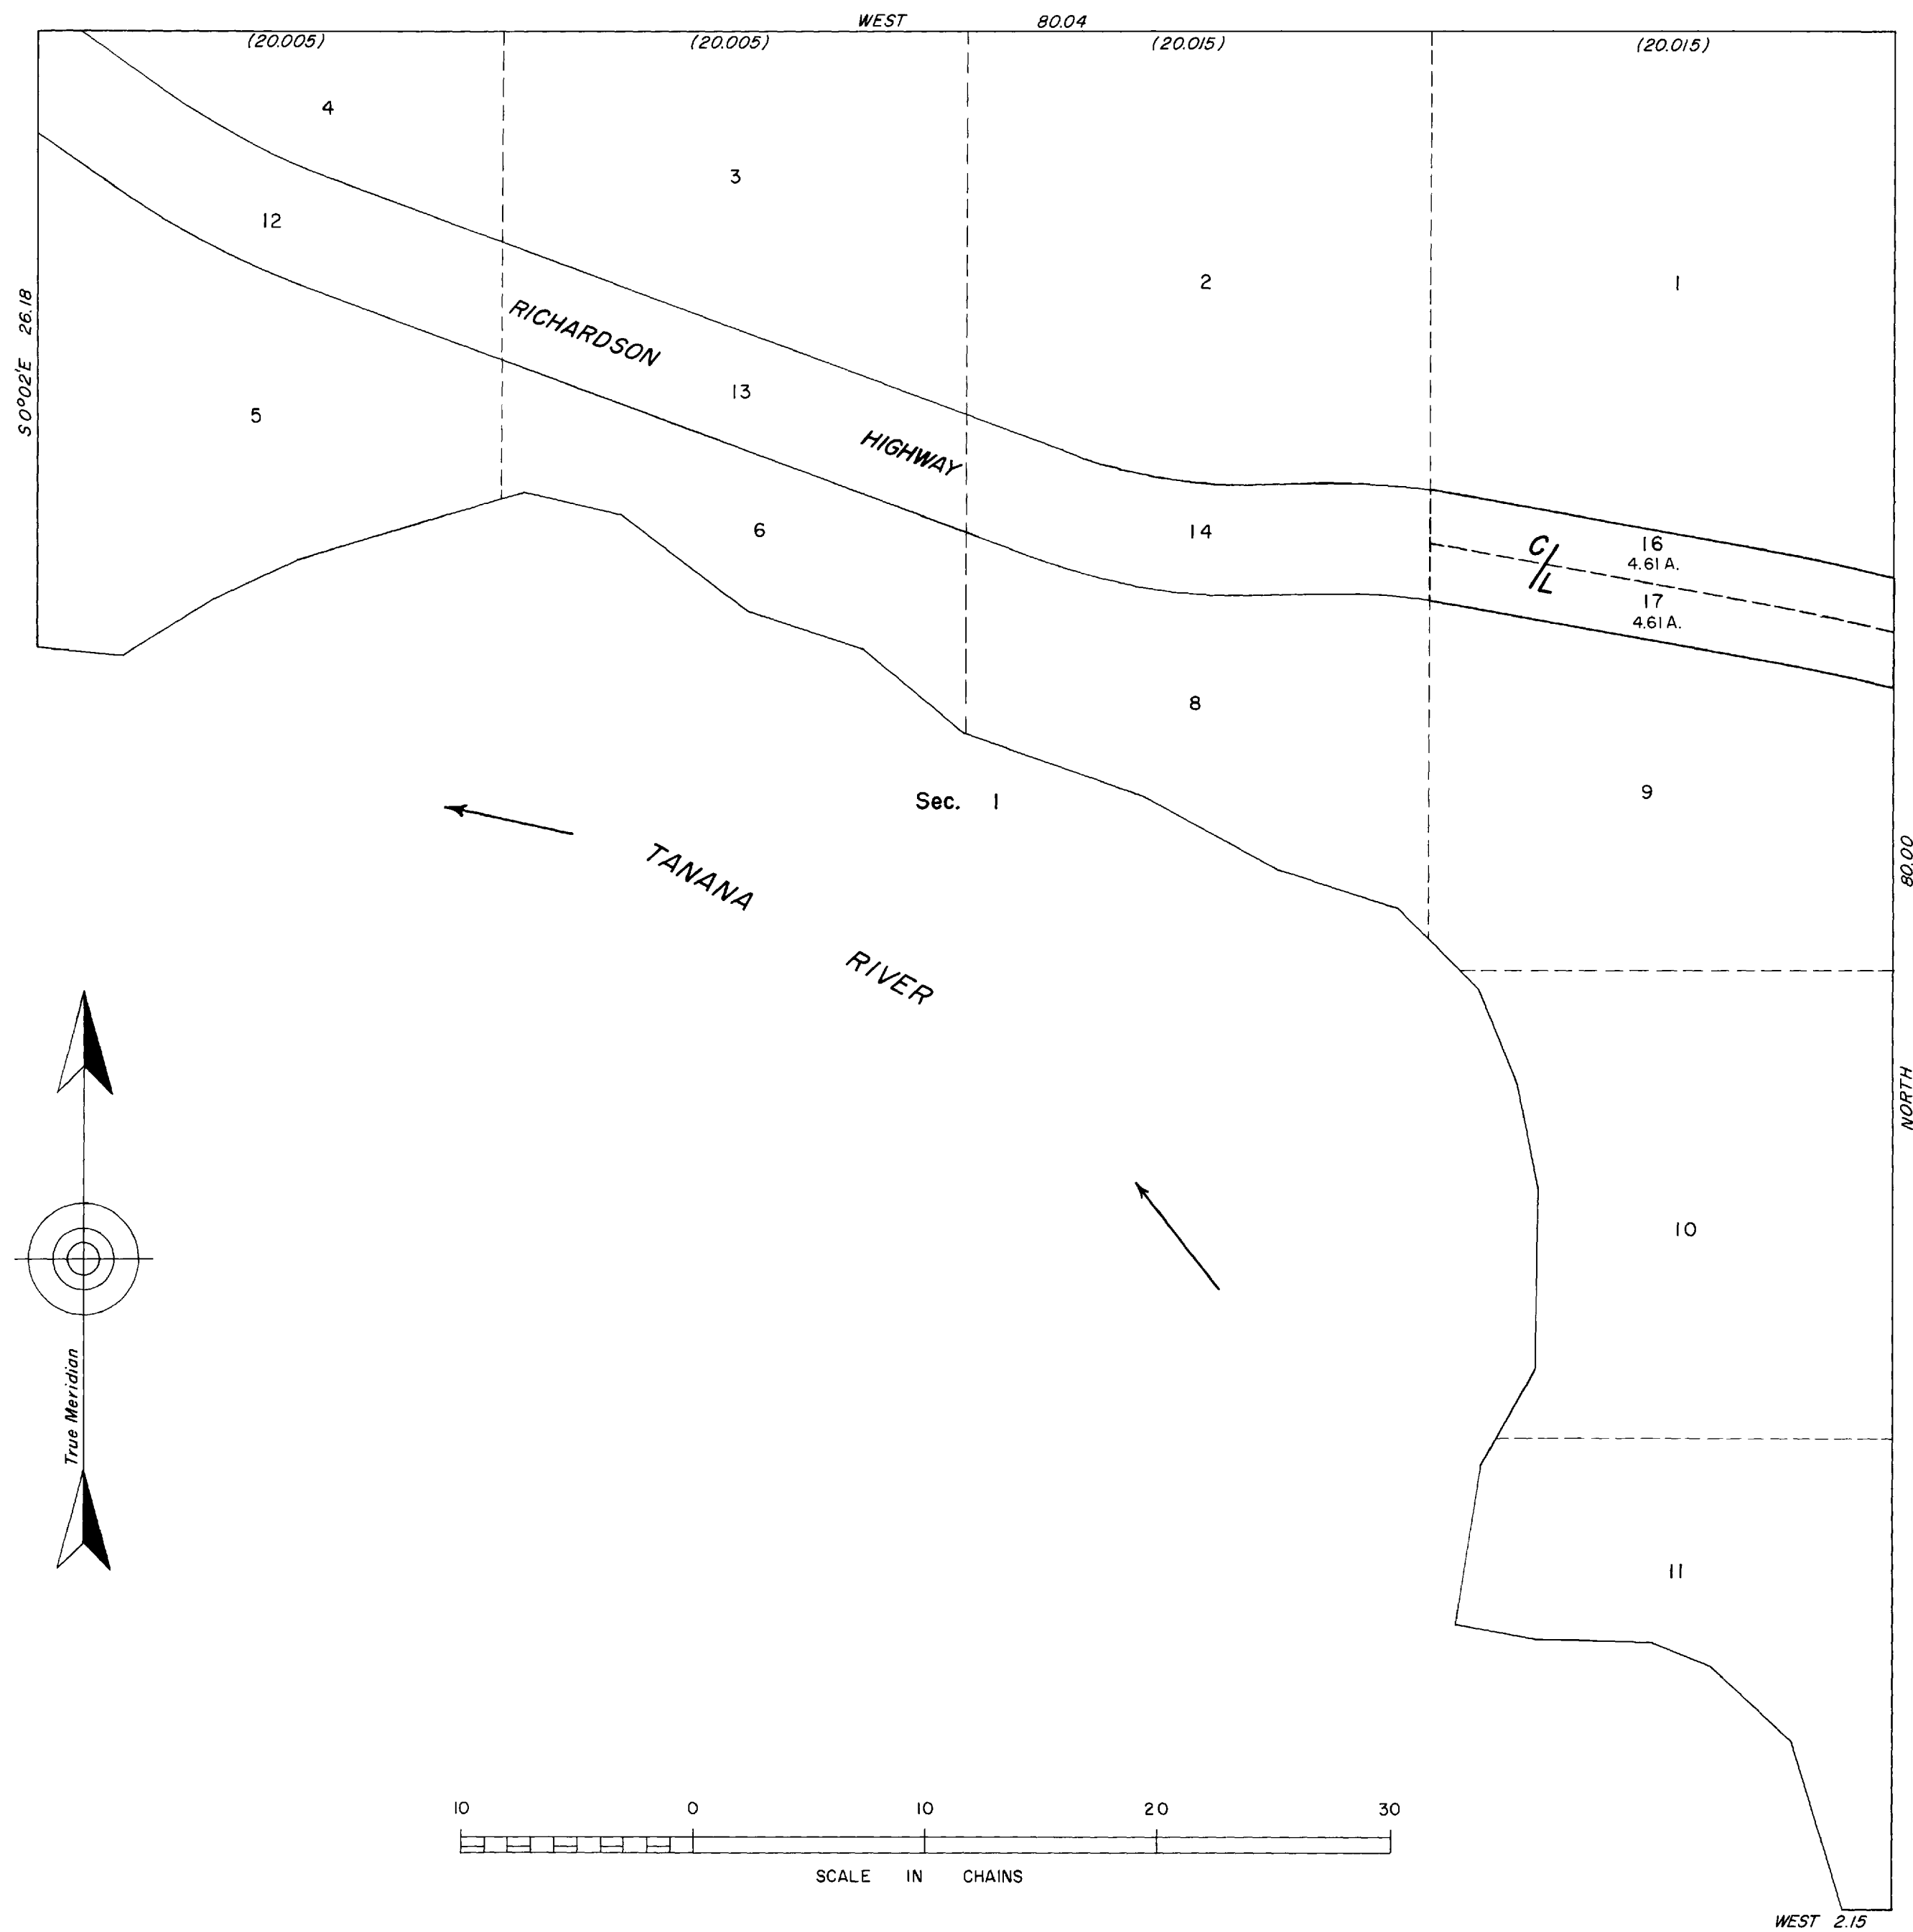 WEST 80.04
(20.005) (20.005) (20.015) (20.015)
4
3
12
2
1
S 0°02'E 26.18
RICHARDSON
13
5
HIGHWAY
6
14
C/L
16
4.61 A.
17
4.61 A.
8
9
Sec. 1
TANANA
RIVER
NORTH 80.00
10
True Meridian
11
10 0 10 20 30
SCALE IN CHAINS
WEST 2.15